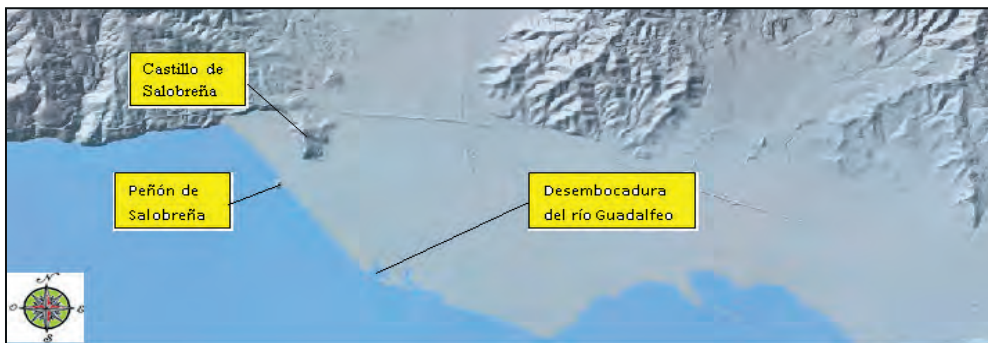 Castillo de
Salobreña
Peñón de
Salobreña
Desembocadura
del río Guadalfeo
N
O
E
S